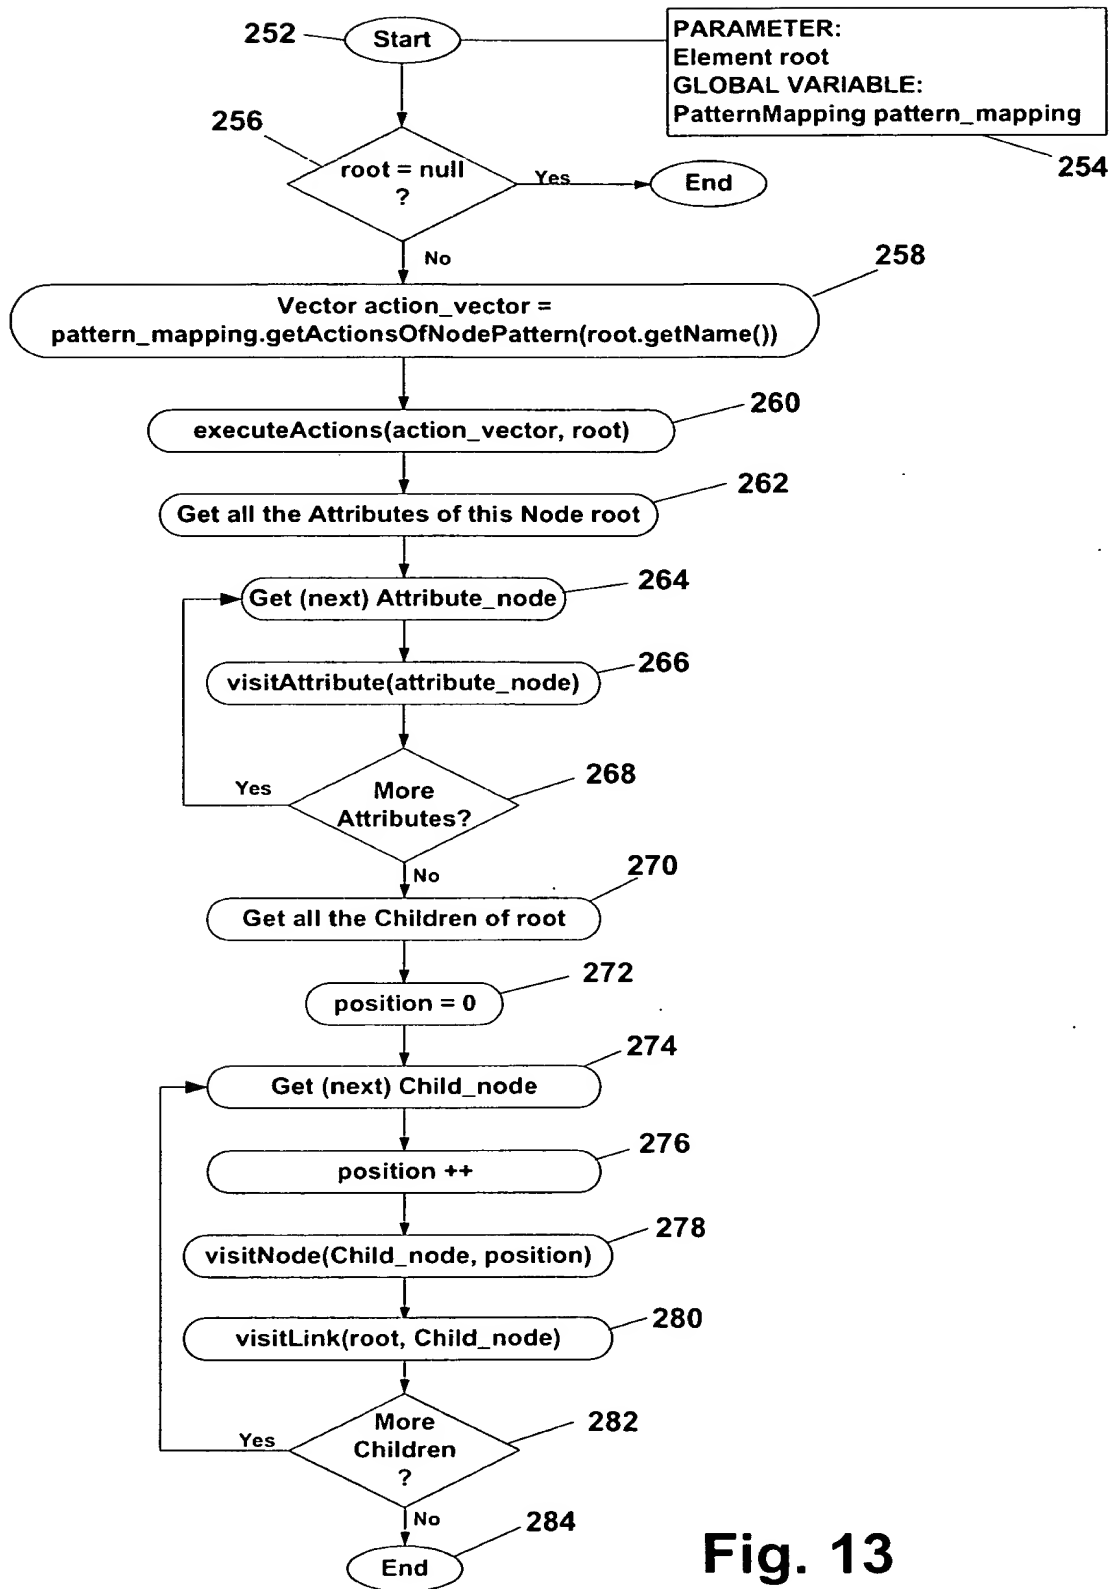 252
Start
PARAMETER:
Element root
GLOBAL VARIABLE:
PatternMapping pattern_mapping
254
256
root = null
?
Yes
End
No
258
Vector action_vector =
pattern_mapping.getActionsOfNodePattern(root.getName())
260
executeActions(action_vector, root)
262
Get all the Attributes of this Node root
264
Get (next) Attribute_node
266
visitAttribute(attribute_node)
268
More
Attributes?
Yes
No
270
Get all the Children of root
272
position = 0
274
Get (next) Child_node
276
position ++
278
visitNode(Child_node, position)
280
visitLink(root, Child_node)
282
More
Children
?
Yes
No
284
End
Fig. 13